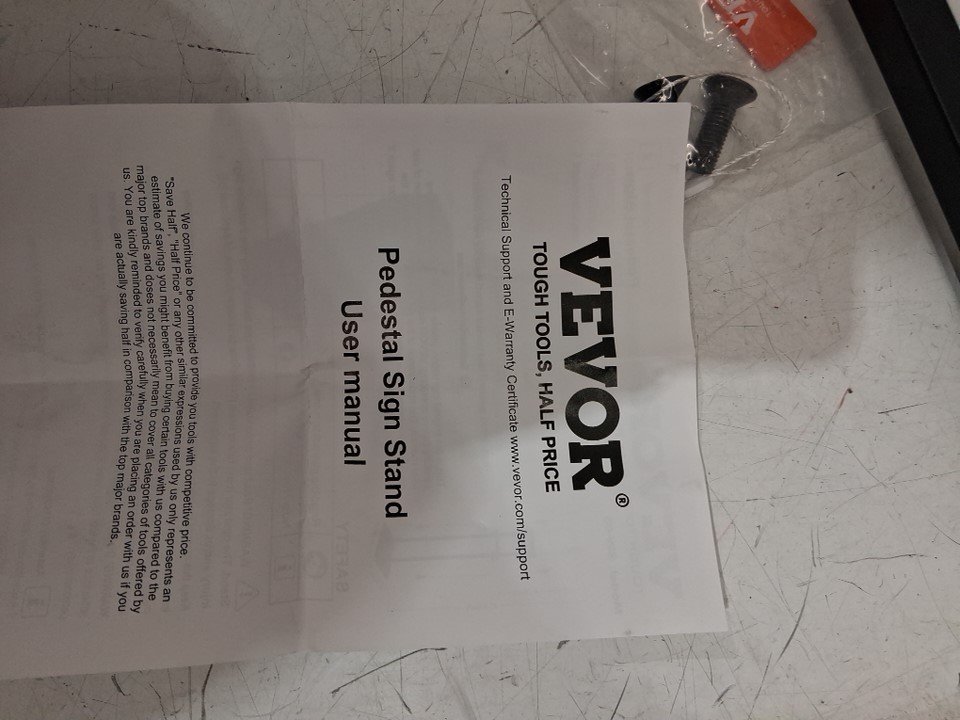 VEVOR®
TOUGH TOOLS, HALF PRICE
Technical Support and E-Warranty Certificate www.vevor.com/support
Pedestal Sign Stand
User manual
We continue to be committed to provide you tools with competitive price.
"Save Half", "Half Price" or any other similar expressions used by us only represents an
estimate of savings you might benefit from buying certain tools with us compared to the
major top brands and doses not necessarily mean to cover all categories of tools offered by
us. You are kindly reminded to verify carefully when you are placing an order with us if you
are actually saving half in comparison with the top major brands.